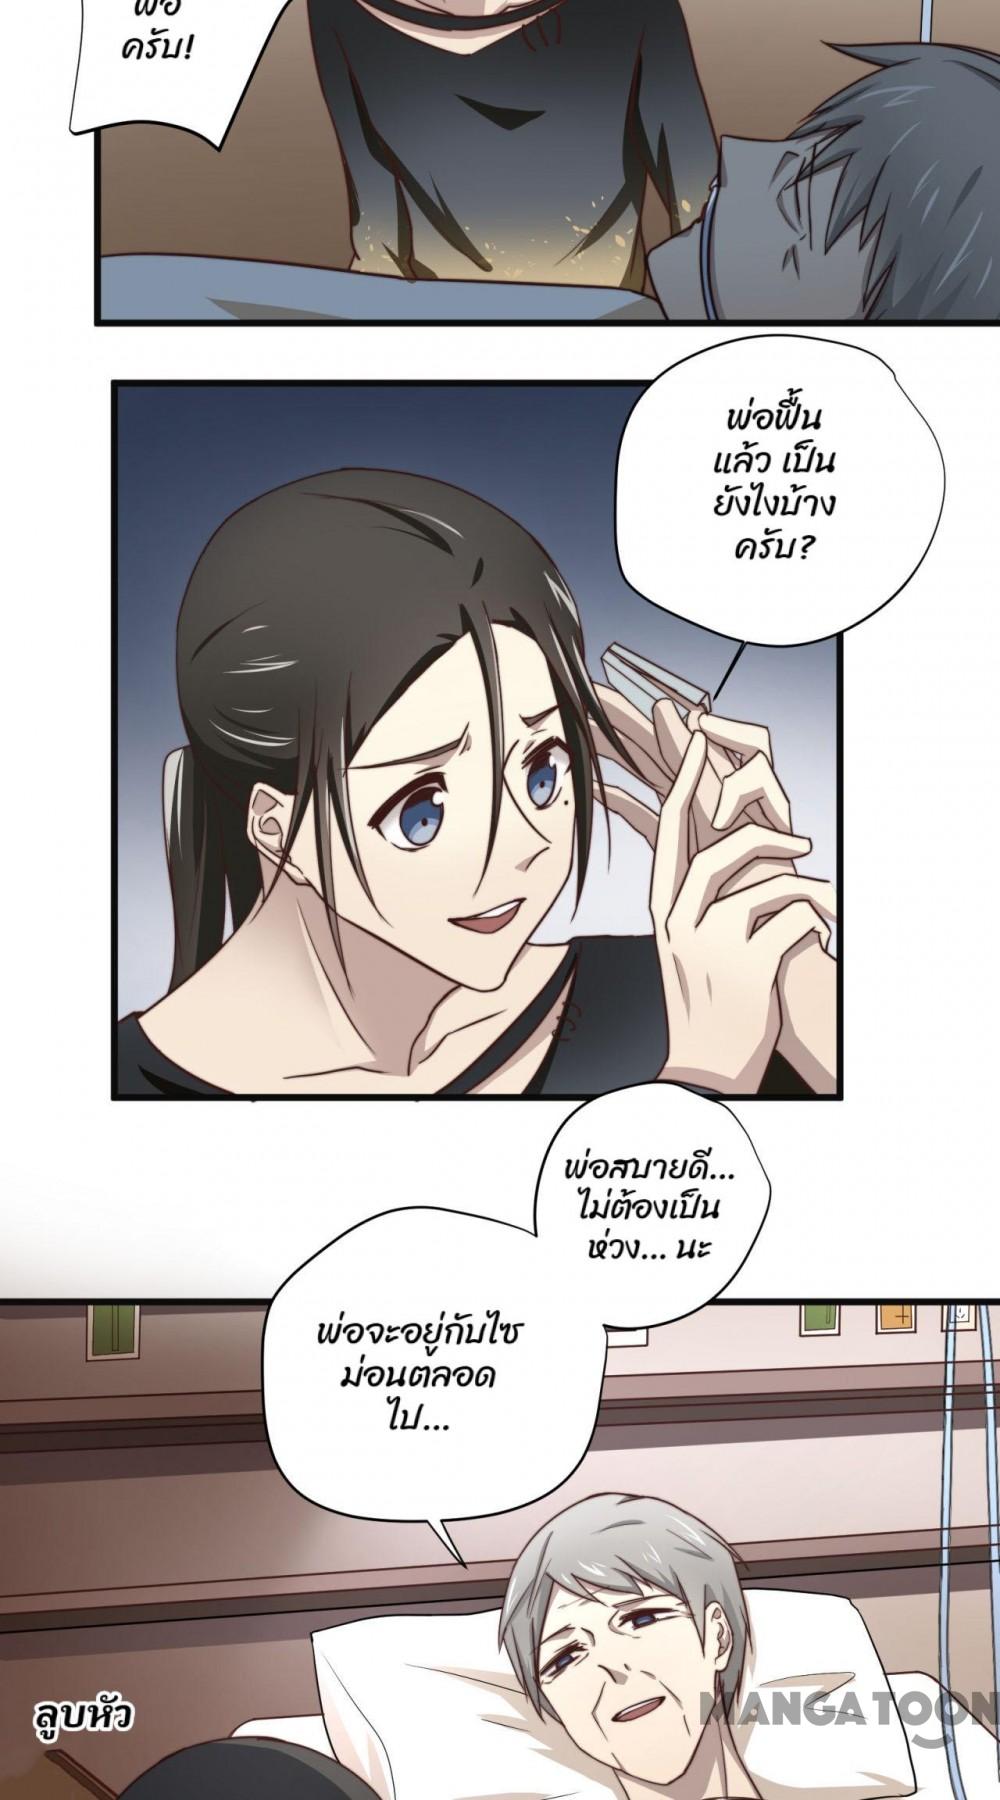 พ่อ
ครับ!
พ่อฟื้น
แล้ว เป็น
ยังไงบ้าง
ครับ?
พ่อสบายดี...
ไม่ต้องเป็น
ห่วง... นะ
พ่อจะอยู่กับไซ
ม่อนตลอด
ไป...
ลูบหัว
MANGATOON